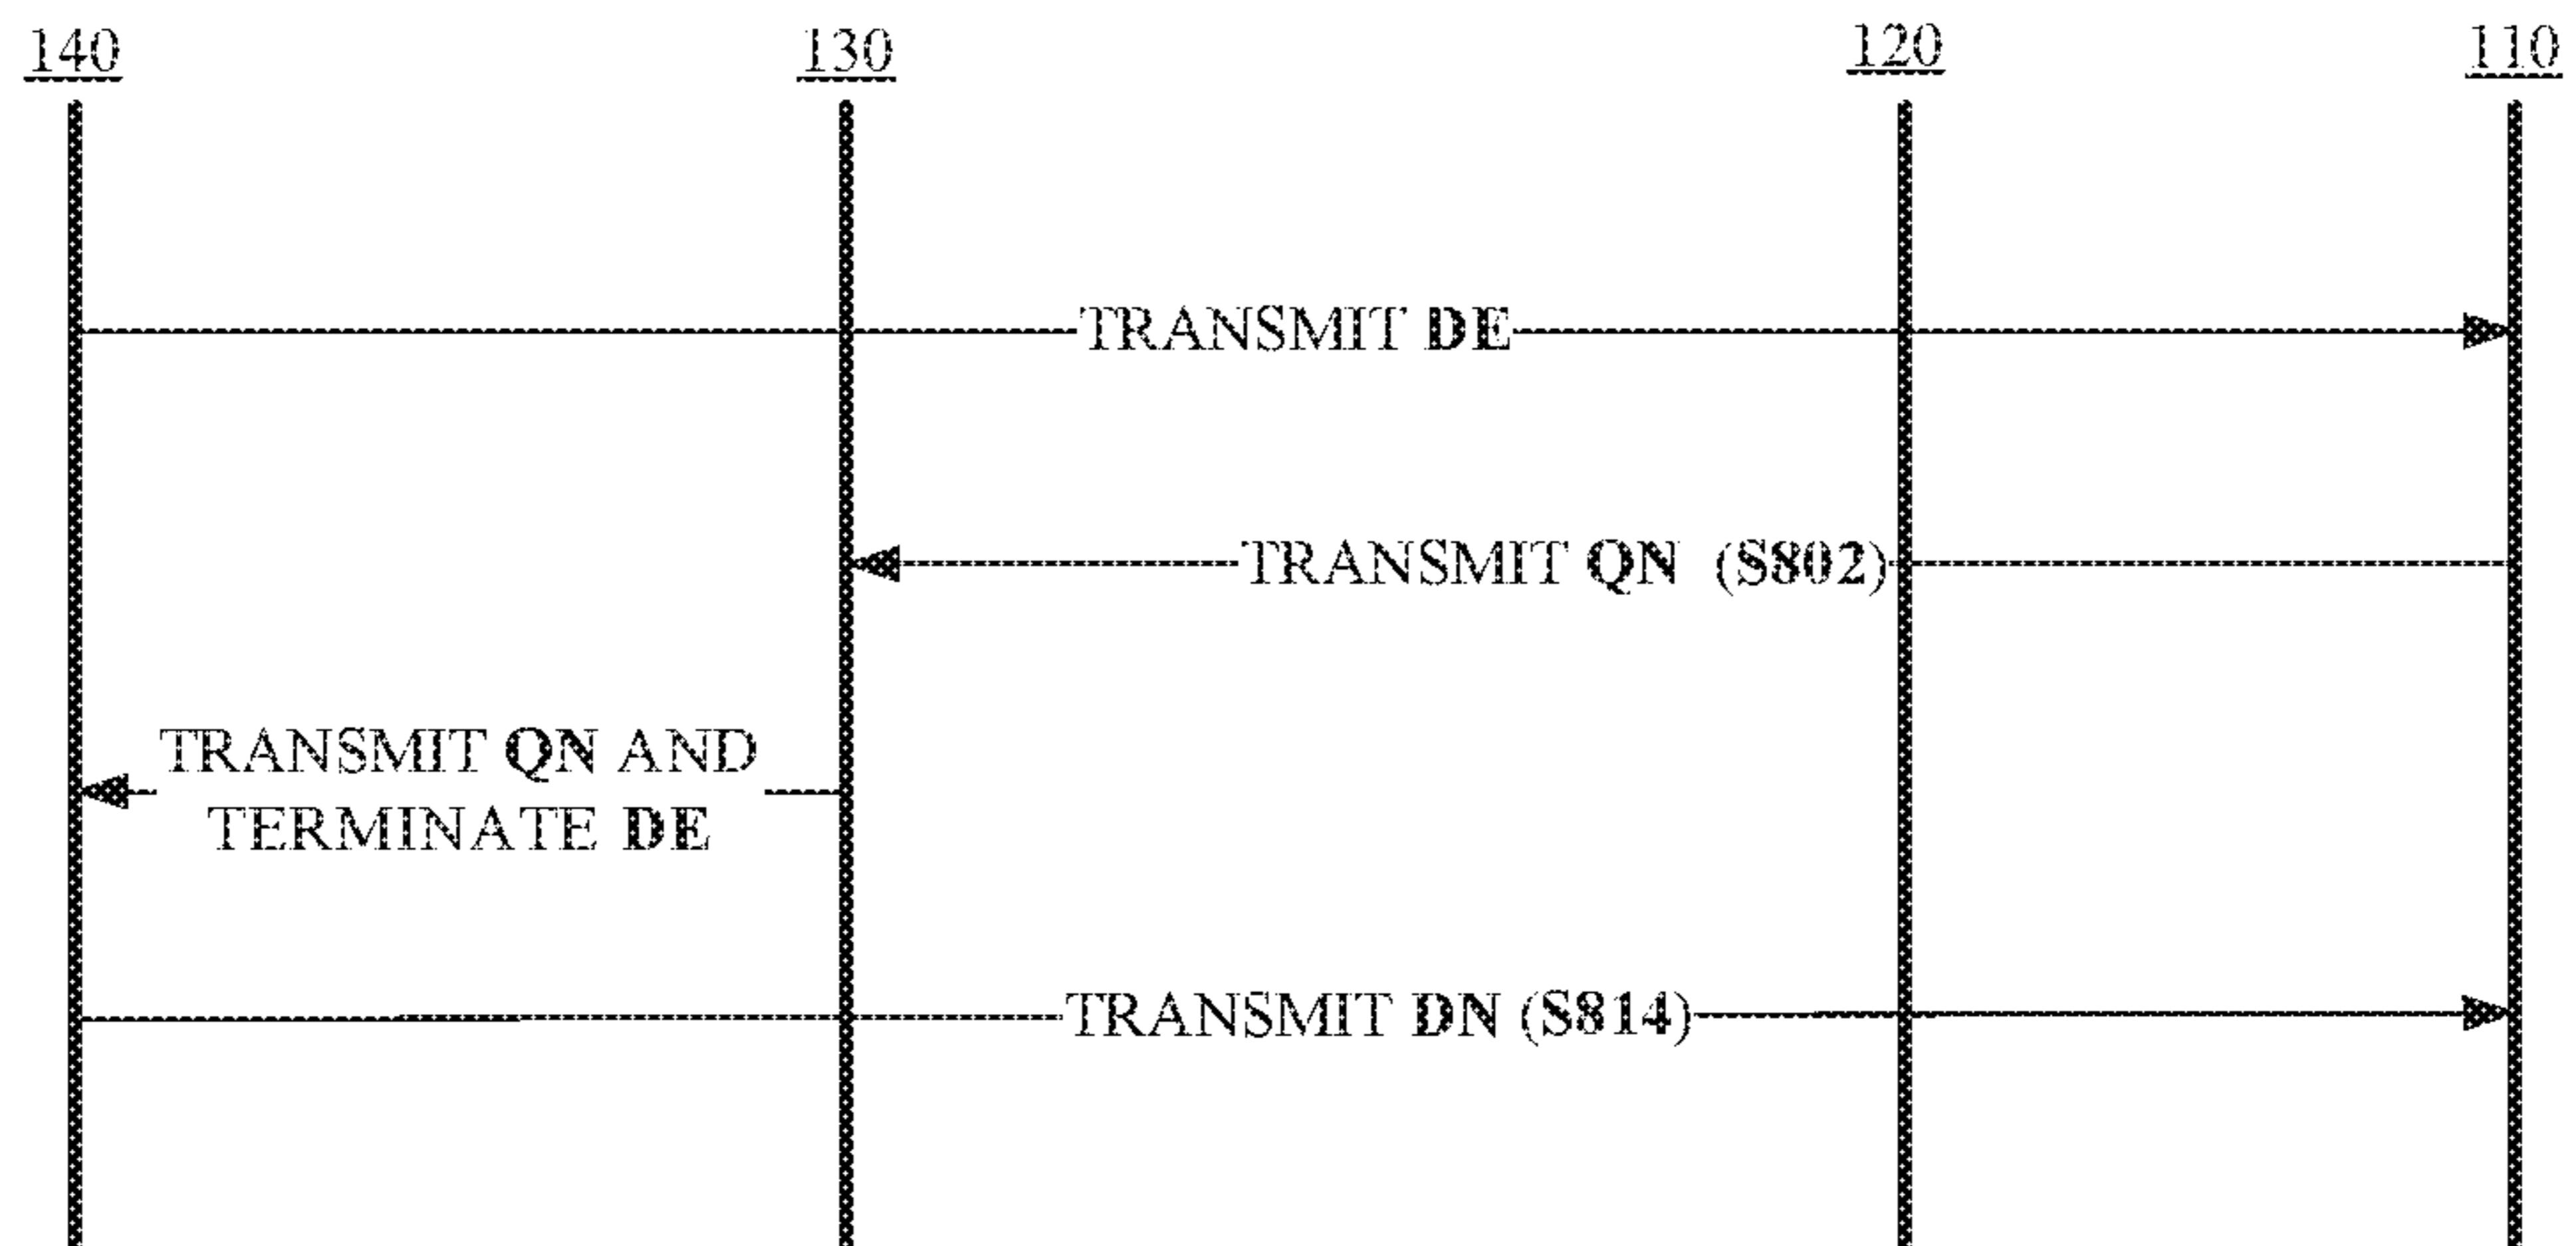 140
130
120
110
TRANSMIT DE
TRANSMIT QN (S802)
TRANSMIT QN AND
TERMINATE DE
TRANSMIT DN (S814)